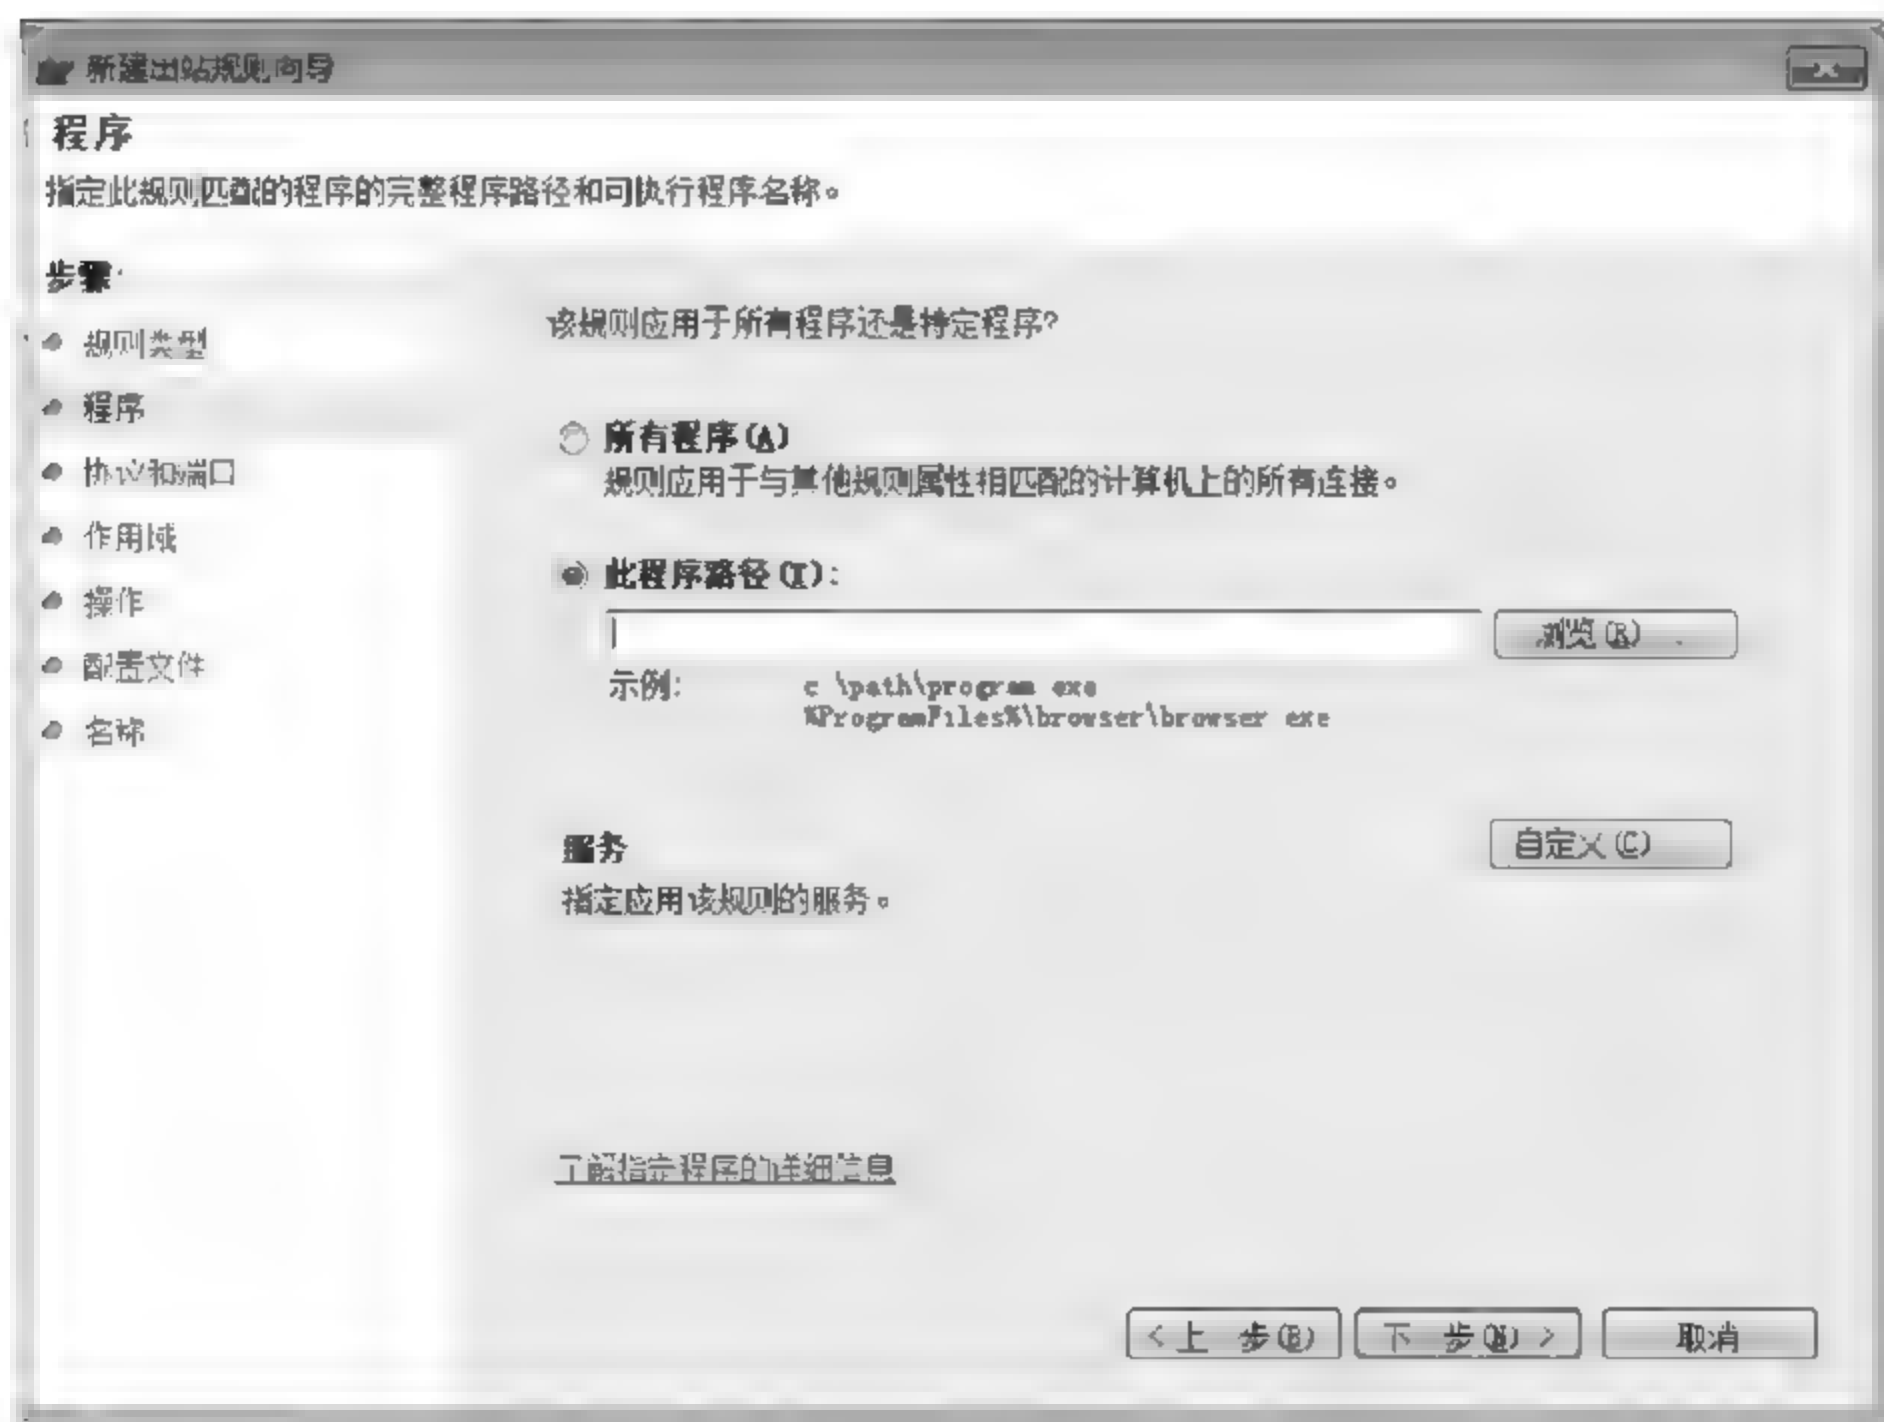 新建出站规则向导
程序
指定此规则匹配的程序的完整程序路径和可执行程序名称。
步骤:
规则类型
程序
协议和端口
作用域
操作
配置文件
名称
该规则应用于所有程序还是特定程序?
所有程序(A)
规则应用于与其他规则属性相匹配的计算机上的所有连接。
此程序路径(T):
浏览(R)
示例:
c \path\program exe
%ProgramFiles%\browser\browser exe
服务
自定义(C)
指定应用该规则的服务。
了解指定程序的详细信息
<上 步(B)
下 步(N) >
取消